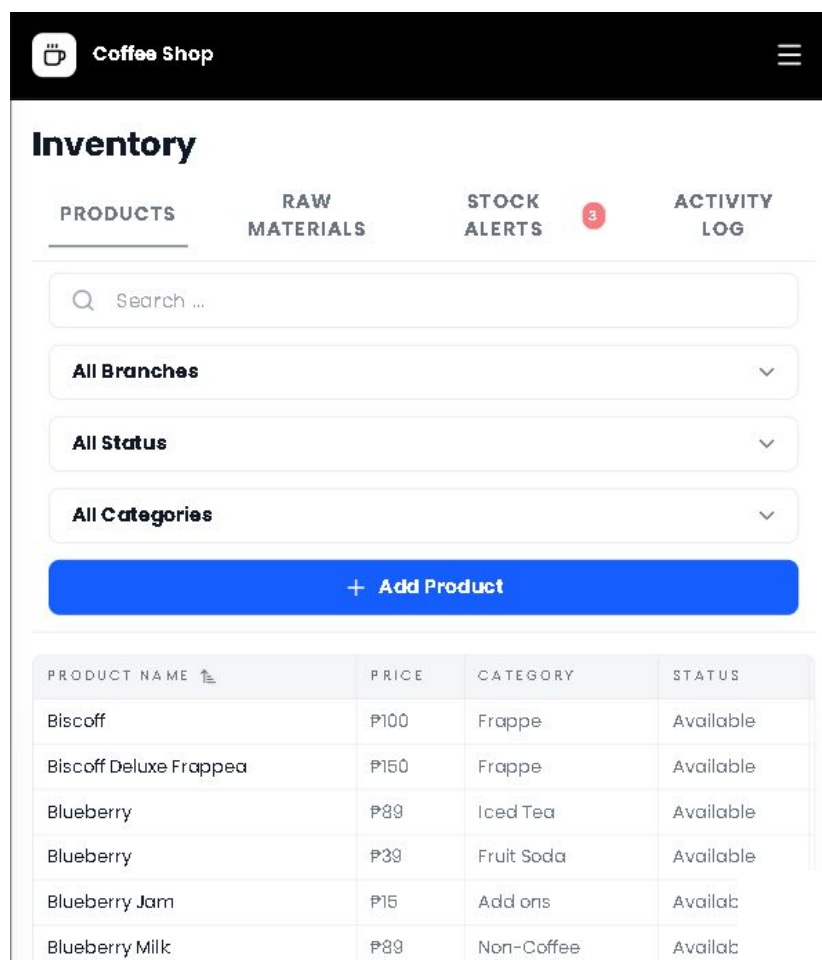 Coffee Shop
Inventory
PRODUCTS
RAW
MATERIALS
STOCK
ALERTS
3
ACTIVITY
LOG
Search ...
All Branches
All Status
All Categories
+ Add Product
PRODUCT NAME PRICE CATEGORY STATUS
Biscoff ₱100 Frappe Available
Biscoff Deluxe Frappea ₱150 Frappe Available
Blueberry ₱89 Iced Tea Available
Blueberry ₱39 Fruit Soda Available
Blueberry Jam ₱15 Add ons Availab
Blueberry Milk ₱89 Non-Coffee Availab